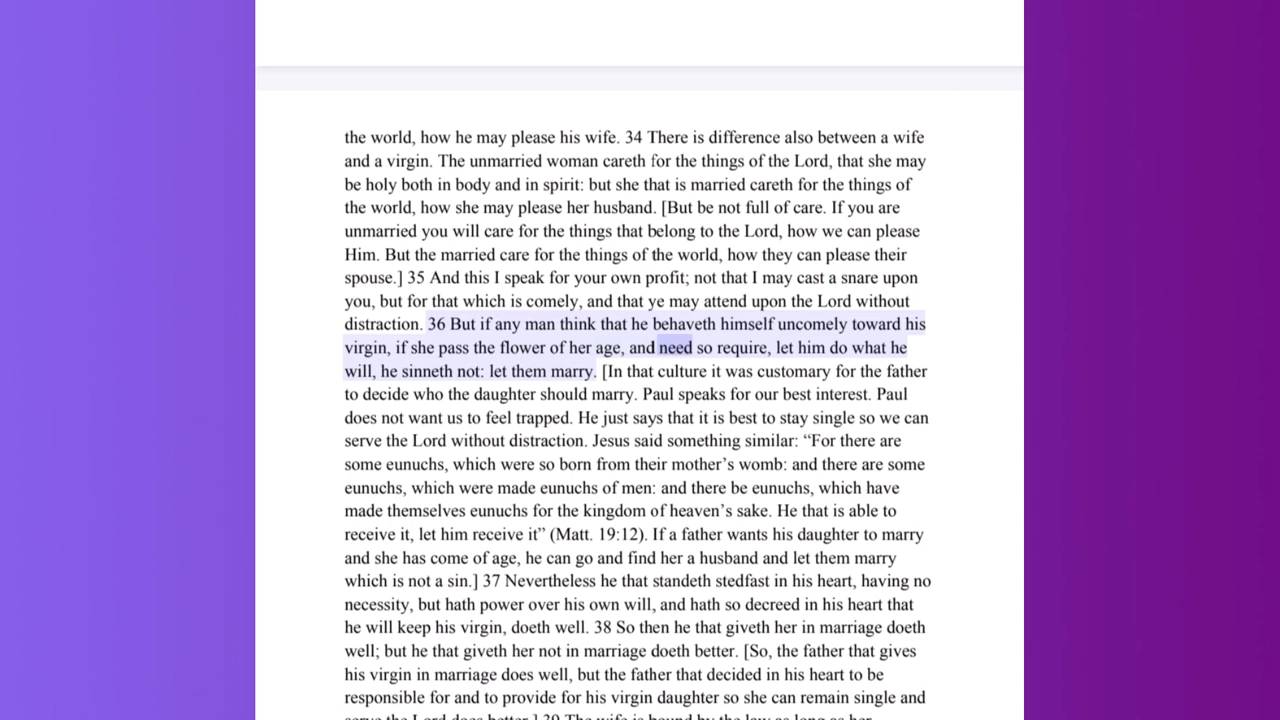 the world, how he may please his wife. 34 There is difference also between a wife
and a virgin. The unmarried woman careth for the things of the Lord, that she may
be holy both in body and in spirit: but she that is married careth for the things of
the world, how she may please her husband. [But be not full of care. If you are
unmarried you will care for the things that belong to the Lord, how we can please
Him. But the married care for the things of the world, how they can please their
spouse.] 35 And this I speak for your own profit; not that I may cast a snare upon
you, but for that which is comely, and that ye may attend upon the Lord without
distraction. 36 But if any man think that he behaveth himself uncomely toward his
virgin, if she pass the flower of her age, and need so require, let him do what he
will, he sinneth not: let them marry. [In that culture it was customary for the father
to decide who the daughter should marry. Paul speaks for our best interest. Paul
does not want us to feel trapped. He just says that it is best to stay single so we can
serve the Lord without distraction. Jesus said something similar: “For there are
some eunuchs, which were so born from their mother’s womb: and there are some
eunuchs, which were made eunuchs of men: and there be eunuchs, which have
made themselves eunuchs for the kingdom of heaven’s sake. He that is able to
receive it, let him receive it” (Matt. 19:12). If a father wants his daughter to marry
and she has come of age, he can go and find her a husband and let them marry
which is not a sin.] 37 Nevertheless he that standeth stedfast in his heart, having no
necessity, but hath power over his own will, and hath so decreed in his heart that
he will keep his virgin, doeth well. 38 So then he that giveth her in marriage doeth
well; but he that giveth her not in marriage doeth better. [So, the father that gives
his virgin in marriage does well, but the father that decided in his heart to be
responsible for and to provide for his virgin daughter so she can remain single and
serve the Lord does better.] 39 The wife is bound by the law as long as her